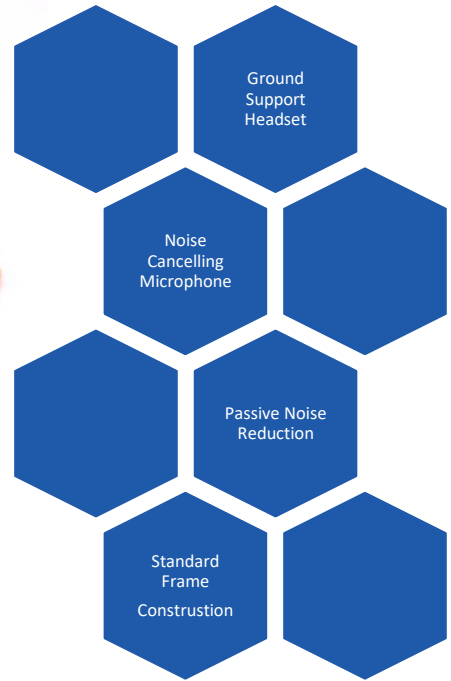 Ground
Support
Headset
Noise
Cancelling
Microphone
Passive Noise
Reduction
Standard
Frame
Construstion